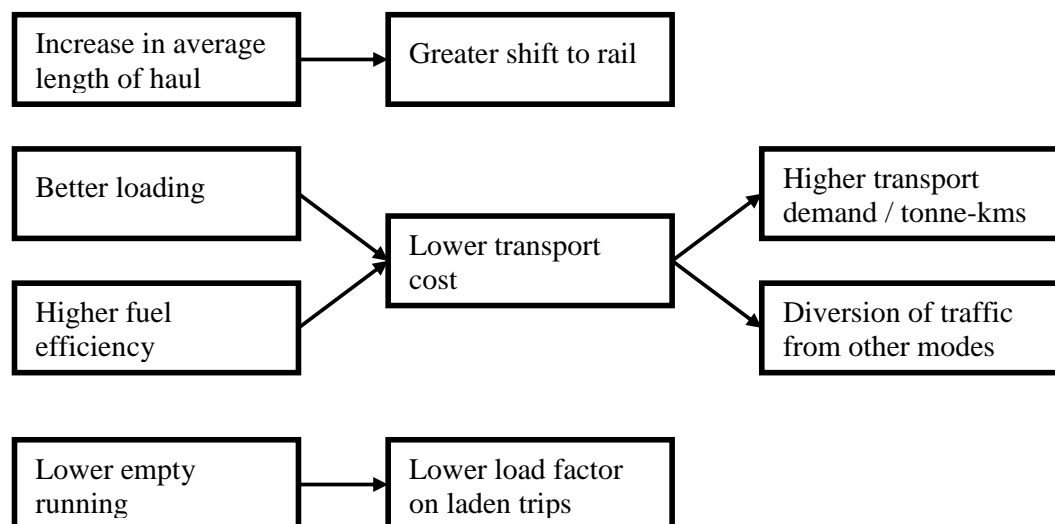 Increase in average
length of haul
Greater shift to rail
Better loading
Higher fuel
efficiency
Lower transport
cost
Higher transport
demand / tonne-kms
Diversion of traffic
from other modes
Lower empty
running
Lower load factor
on laden trips